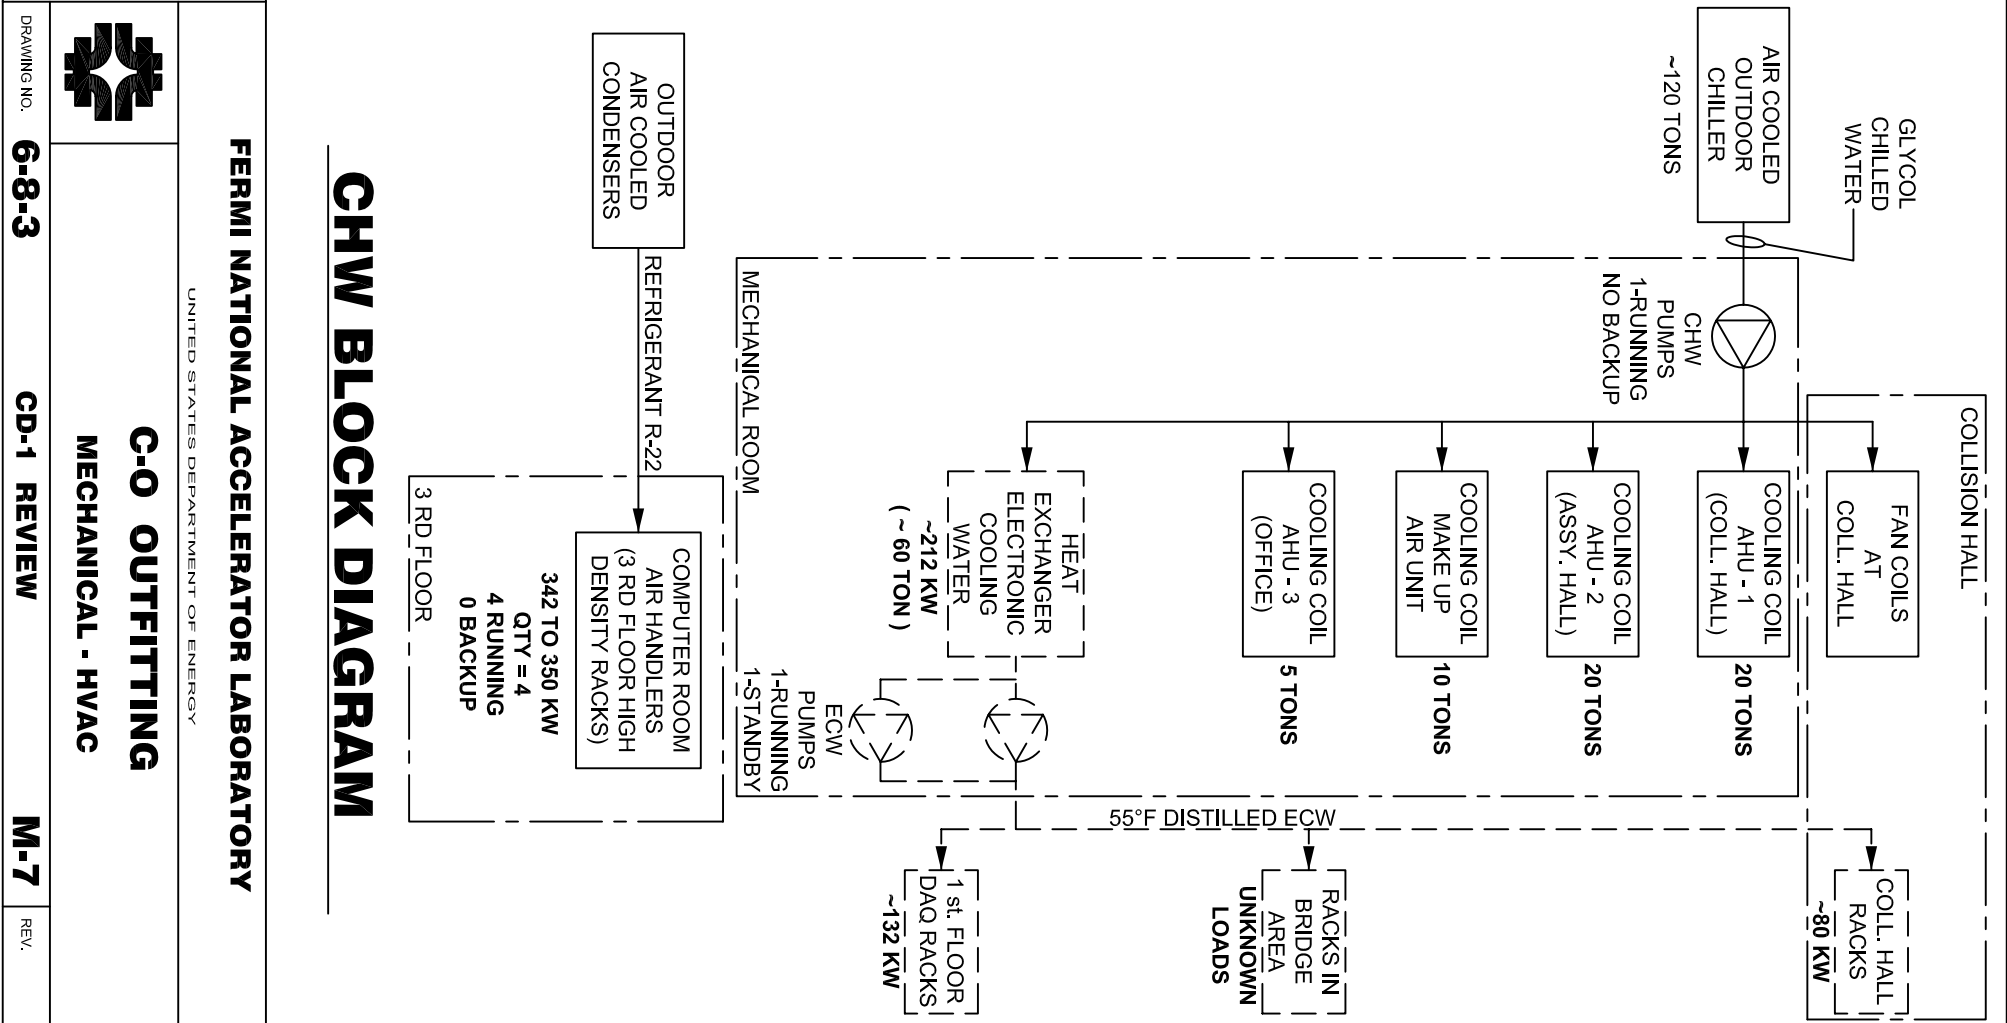 GLYCOL
CHILLED
WATER
AIR COOLED
OUTDOOR
CHILLER
~120 TONS
CHW
PUMPS
1-RUNNING
NO BACKUP
COLLISION HALL
FAN COILS
AT
COLL. HALL
COOLING COIL
AHU - 1
(COLL. HALL)
20 TONS
COOLING COIL
AHU - 2
(ASSY. HALL)
20 TONS
COOLING COIL
MAKE UP
AIR UNIT
10 TONS
COOLING COIL
AHU - 3
(OFFICE)
5 TONS
HEAT
EXCHANGER
ELECTRONIC
COOLING
WATER
~212 KW
( ~ 60 TON )
ECW
PUMPS
1-RUNNING
1-STANDBY
MECHANICAL ROOM
55°F DISTILLED ECW
COLL. HALL
RACKS
~80 KW
RACKS IN
BRIDGE
AREA
UNKNOWN
LOADS
1 st. FLOOR
DAQ RACKS
~132 KW
OUTDOOR
AIR COOLED
CONDENSERS
REFRIGERANT R-22
COMPUTER ROOM
AIR HANDLERS
(3 RD FLOOR HIGH
DENSITY RACKS)
342 TO 350 KW
QTY = 4
4 RUNNING
0 BACKUP
3 RD FLOOR
CHW BLOCK DIAGRAM
FERMI NATIONAL ACCELERATOR LABORATORY
UNITED STATES DEPARTMENT OF ENERGY
C-O OUTFITTING
MECHANICAL - HVAC
DRAWING NO. 6-8-3 CD-1 REVIEW M-7 REV.